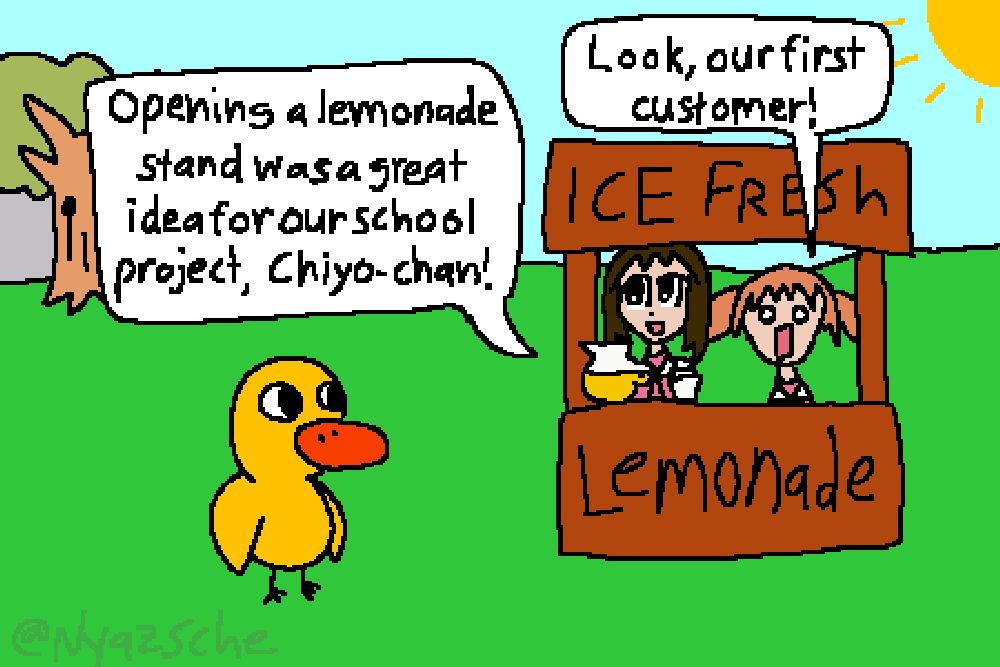 Opening a lemonade
stand was a great
idea for our school
project, Chiyo-chan!
Look, our first
customer!
ICE FRESH
Lemonade
@Nyazsche